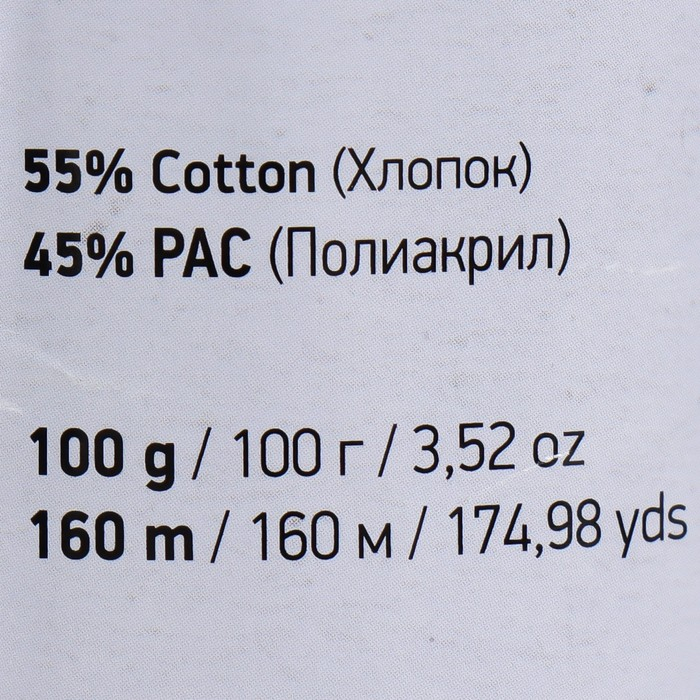 55% Cotton (Хлопок)
45% PAC (Полиакрил)
100 g / 100 г / 3,52 oz
160 m / 160 м / 174,98 yds